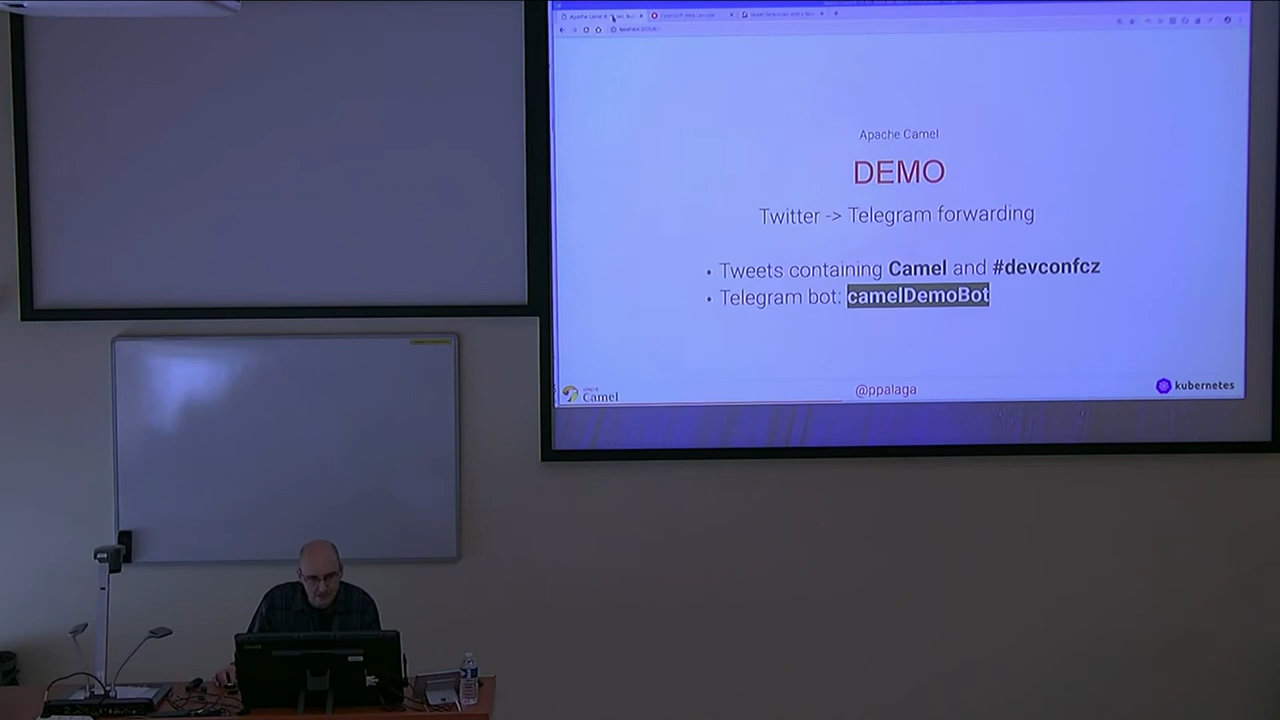 Apache Camel
DEMO
Twitter -> Telegram forwarding
• Tweets containing Camel and #devconfcz
• Telegram bot: camelDemoBot
Camel
@ppalaga
kubernetes